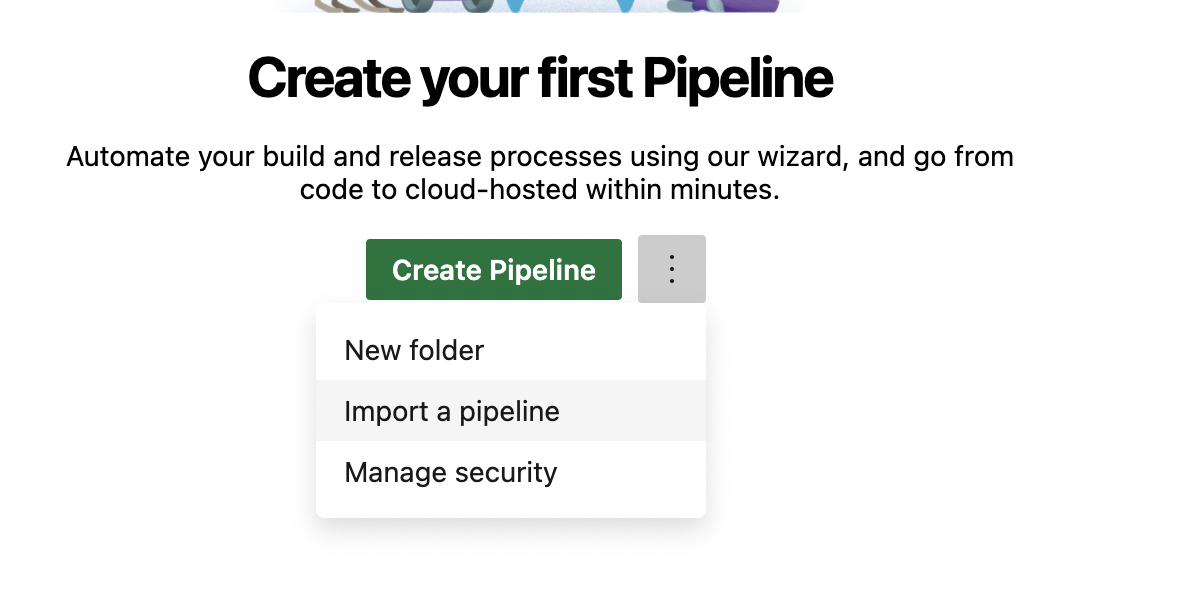 Create your first Pipeline
Automate your build and release processes using our wizard, and go from
code to cloud-hosted within minutes.
Create Pipeline
New folder
Import a pipeline
Manage security